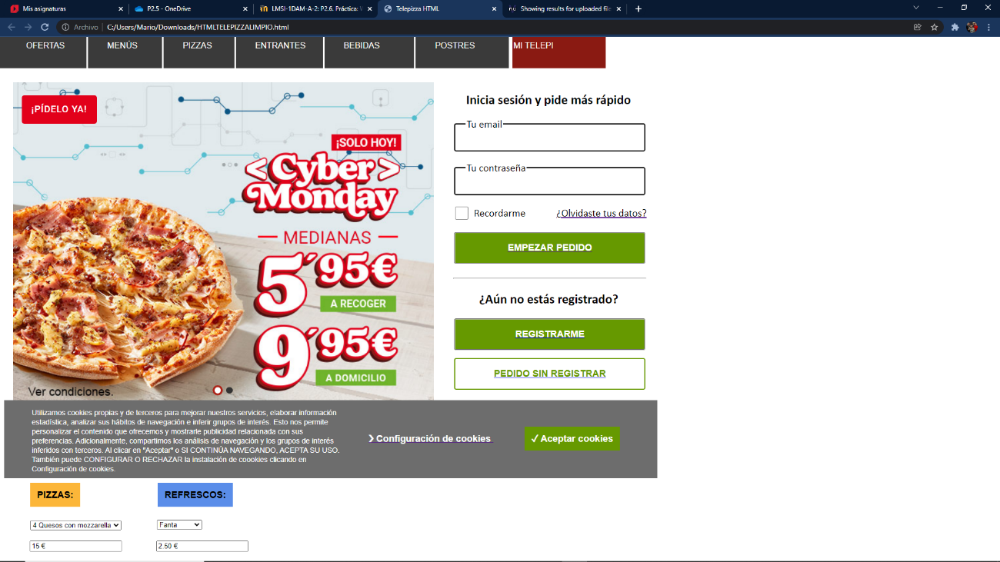 Mis asignaturas
P2.5 - OneDrive
LMSI-1DAM-A-2: P2.6. Práctica:
Telepizza HTML
Showing results for uploaded file
Archivo
C:/Users/Mario/Downloads/HTMLTELEPIZZALIMPIO.html
OFERTAS
MENÚS
PIZZAS
ENTRANTES
BEBIDAS
POSTRES
MI TELEPI
¡PÍDELO YA!
¡SOLO HOY!
<Cyber>
Monday
MEDIANAS
5´95€
A RECOGER
9´95€
A DOMICILIO
Ver condiciones.
Inicia sesión y pide más rápido
Tu email
Tu contraseña
Recordarme
¿Olvidaste tus datos?
EMPEZAR PEDIDO
¿Aún no estás registrado?
REGISTRARME
PEDIDO SIN REGISTRAR
Utilizamos cookies propias y de terceros para mejorar nuestros servicios, elaborar información
estadística, analizar sus hábitos de navegación e inferir grupos de interés. Esto nos permite
personalizar el contenido que ofrecemos y mostrarle publicidad relacionada con sus
preferencias. Adicionalmente, compartimos los análisis de navegación y los grupos de interés
inferidos con terceros. Al clicar en "Aceptar" o SI CONTINÚA NAVEGANDO, ACEPTA SU USO.
También puede CONFIGURAR O RECHAZAR la instalación de coookies clicando en
Configuración de cookies.
❯ Configuración de cookies
✓ Aceptar cookies
PIZZAS:
REFRESCOS:
4 Quesos con mozzarella
Fanta
15 €
2.50 €